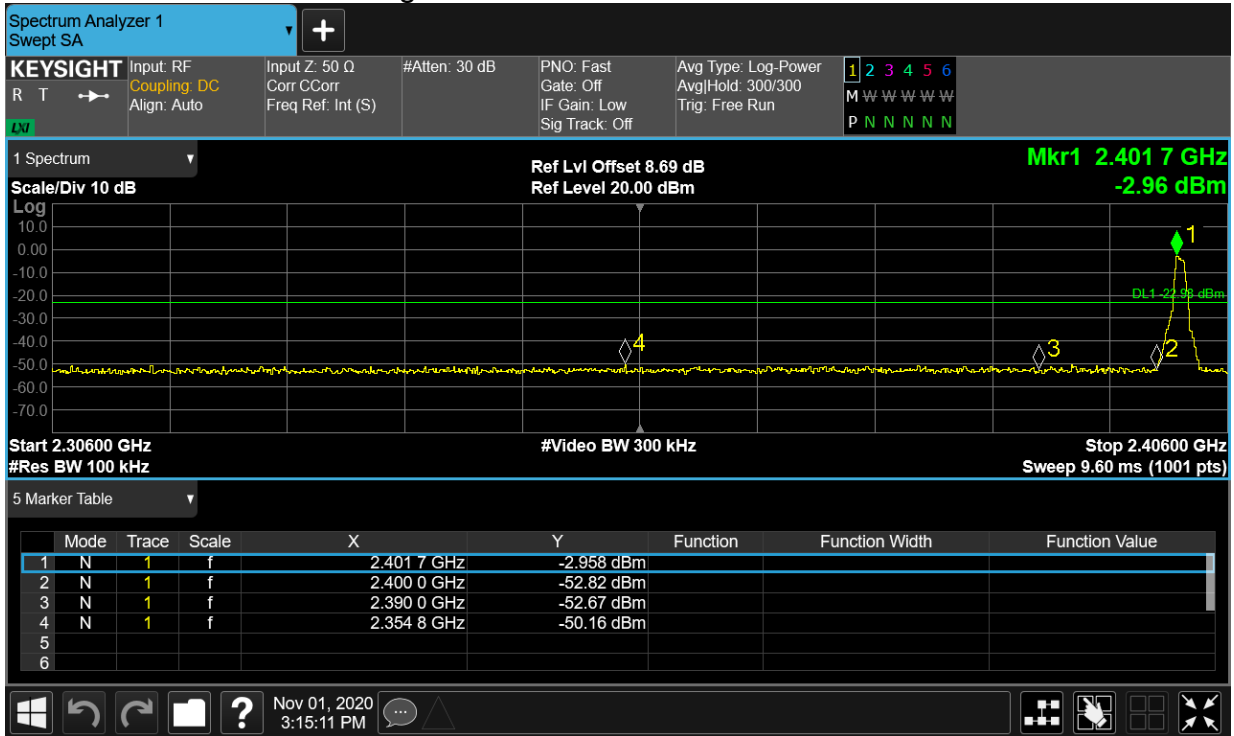 Spectrum Analyzer 1
Swept SA
+
KEYSIGHT
R T
LXI
Input: RF
Coupling: DC
Align: Auto
Input Z: 50 Ω
Corr CCorr
Freq Ref: Int (S)
#Atten: 30 dB
PNO: Fast
Gate: Off
IF Gain: Low
Sig Track: Off
Avg Type: Log-Power
Avg|Hold: 300/300
Trig: Free Run
1 2 3 4 5 6
M W W W W W
P N N N N N
1 Spectrum
Scale/Div 10 dB
Ref Lvl Offset 8.69 dB
Ref Level 20.00 dBm
Mkr1 2.401 7 GHz
-2.96 dBm
Log
10.0
0.00
-10.0
-20.0
-30.0
-40.0
-50.0
-60.0
-70.0
1
DL1 -22.98 dBm
4
3
2
Start 2.30600 GHz
#Res BW 100 kHz
#Video BW 300 kHz
Stop 2.40600 GHz
Sweep 9.60 ms (1001 pts)
5 Marker Table
Mode Trace Scale X Y Function Function Width Function Value
1 N 1 f 2.401 7 GHz -2.958 dBm
2 N 1 f 2.400 0 GHz -52.82 dBm
3 N 1 f 2.390 0 GHz -52.67 dBm
4 N 1 f 2.354 8 GHz -50.16 dBm
5
6
?
Nov 01, 2020
3:15:11 PM